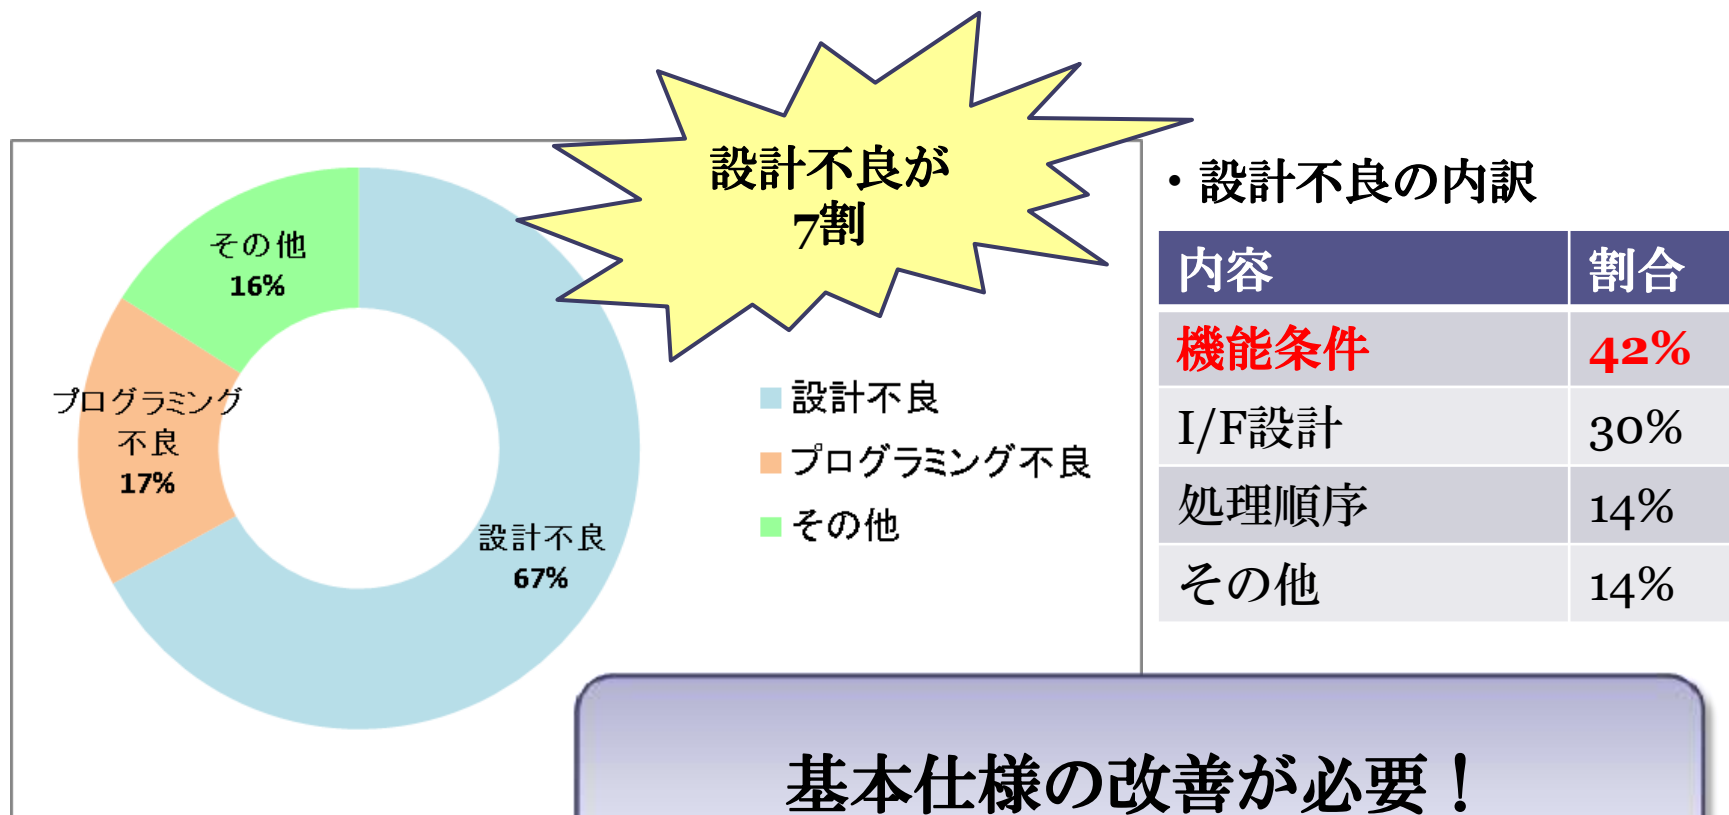 設計不良が
7割
その他
16%
プログラミング
不良
17%
設計不良
67%
設計不良
プログラミング不良
その他
・設計不良の内訳
内容 割合
機能条件 42%
I/F設計 30%
処理順序 14%
その他 14%
基本仕様の改善が必要！